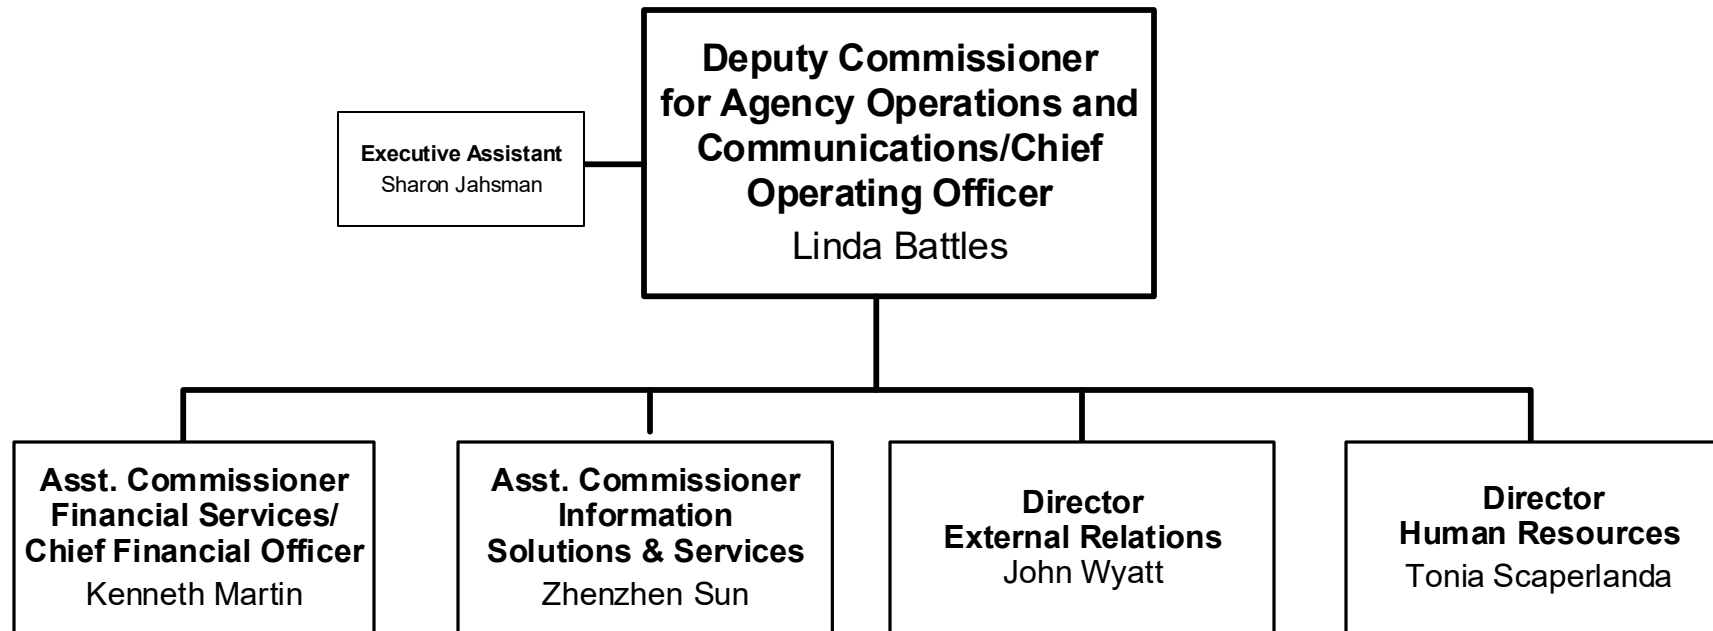 Deputy Commissioner
for Agency Operations and
Communications/Chief
Operating Officer
Linda Battles
Executive Assistant
Sharon Jahsman
Asst. Commissioner
Financial Services/
Chief Financial Officer
Kenneth Martin
Asst. Commissioner
Information
Solutions & Services
Zhenzhen Sun
Director
External Relations
John Wyatt
Director
Human Resources
Tonia Scaperlanda